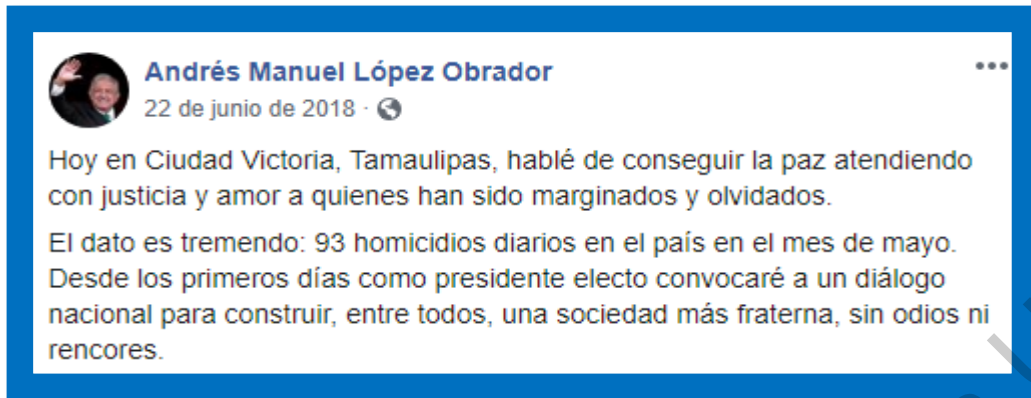 Andrés Manuel López Obrador
22 de junio de 2018 ·
Hoy en Ciudad Victoria, Tamaulipas, hablé de conseguir la paz atendiendo
con justicia y amor a quienes han sido marginados y olvidados.
El dato es tremendo: 93 homicidios diarios en el país en el mes de mayo.
Desde los primeros días como presidente electo convocaré a un diálogo
nacional para construir, entre todos, una sociedad más fraterna, sin odios ni
rencores.